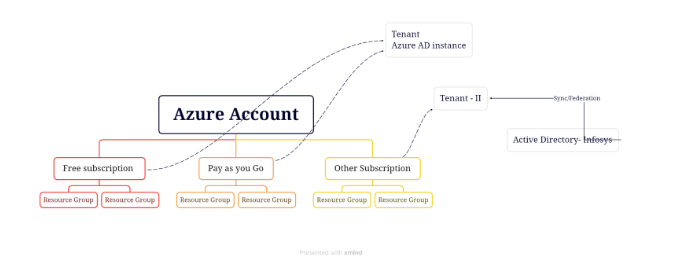 Tenant
Azure AD instance
Tenant - II
Sync/Federation
Azure Account
Active Directory- Infosys
Free subscription
Pay as you Go
Other Subscription
Resource Group
Resource Group
Resource Group
Resource Group
Resource Group
Resource Group
Presented with xmind